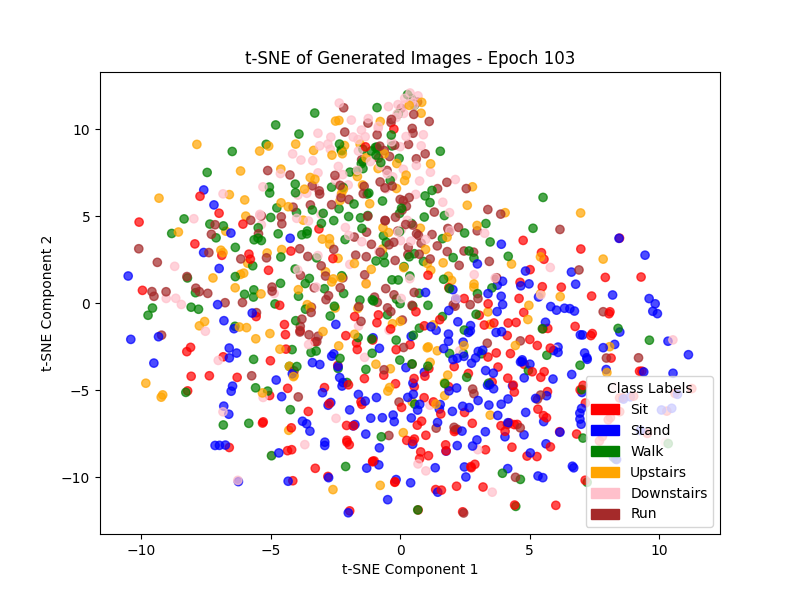 t-SNE of Generated Images - Epoch 103
t-SNE Component 2
10
5
0
−5
−10
−10
−5
0
5
10
t-SNE Component 1
Class Labels
Sit
Stand
Walk
Upstairs
Downstairs
Run